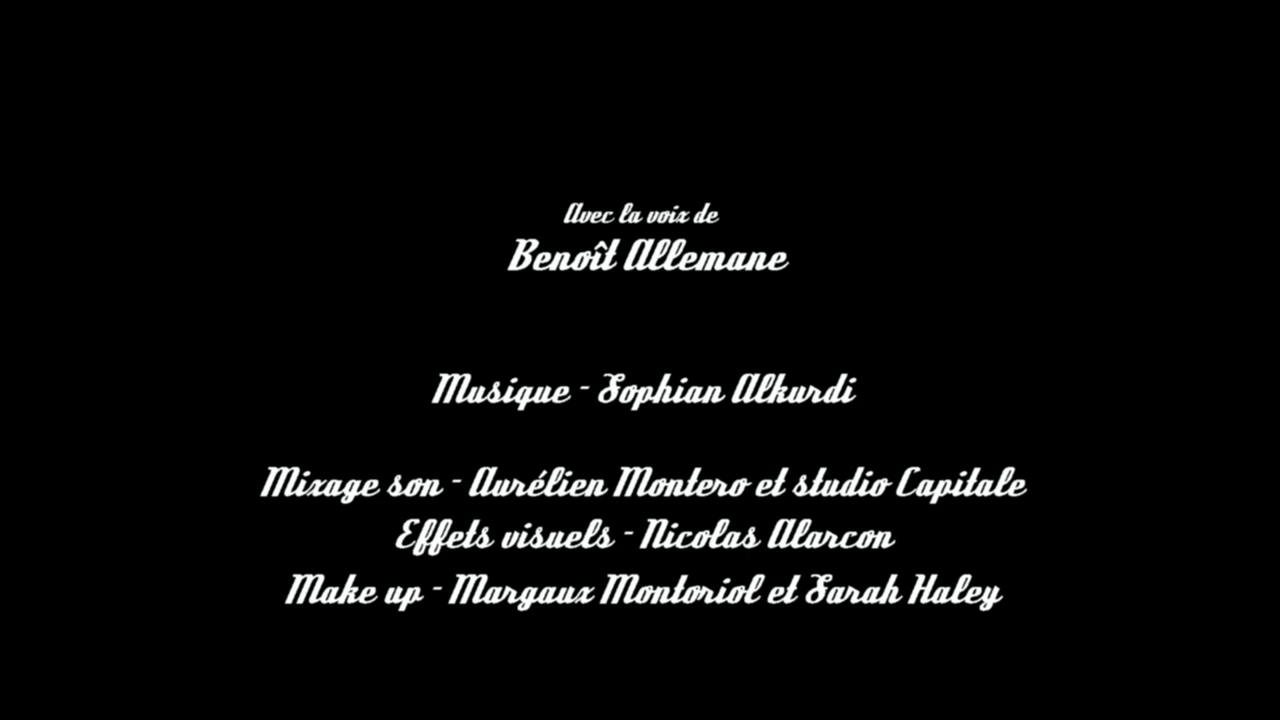 Avec la voix de
Benoît Allemane
Musique - Sophian Alkurdi
Mixage son - Aurélien Montero et studio Capitale
Effets visuels - Nicolas Alarcon
Make up - Margaux Montoriol et Sarah Haley